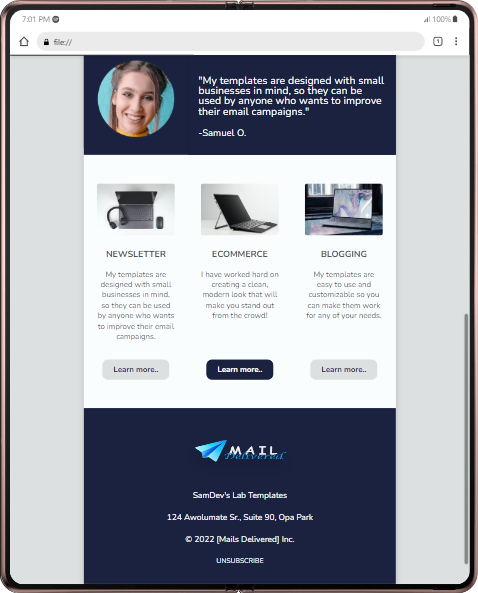 7:01 PM
100%
file://
1
"My templates are designed with small
businesses in mind, so they can be
used by anyone who wants to improve
their email campaigns."
-Samuel O.
NEWSLETTER
My templates are
designed with small
businesses in mind,
so they can be used
by anyone who wants
to improve their email
campaigns.
Learn more..
ECOMMERCE
I have worked hard on
creating a clean,
modern look that will
make you stand out
from the crowd!
Learn more..
BLOGGING
My templates are
easy to use and
customizable so you
can make them work
for any of your needs.
Learn more..
MAIL
Delivered
SamDev's Lab Templates
124 Awolumate Sr., Suite 90, Opa Park
© 2022 [Mails Delivered] Inc.
UNSUBSCRIBE